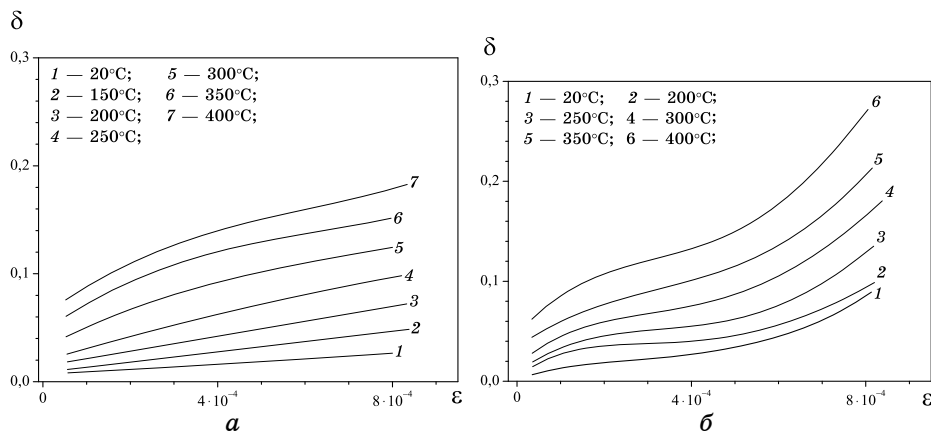 δ
0,3
1 — 20°C; 5 — 300°C;
2 — 150°C; 6 — 350°C;
3 — 200°C; 7 — 400°C;
4 — 250°C;
0,2
0,1
0,0
7
6
5
4
3
2
1
0
4·10⁻⁴
8·10⁻⁴
ε
а
δ
0,3
1 — 20°C; 2 — 200°C;
3 — 250°C; 4 — 300°C;
5 — 350°C; 6 — 400°C;
0,2
0,1
0,0
6
5
4
3
2
1
0
4·10⁻⁴
8·10⁻⁴
ε
б